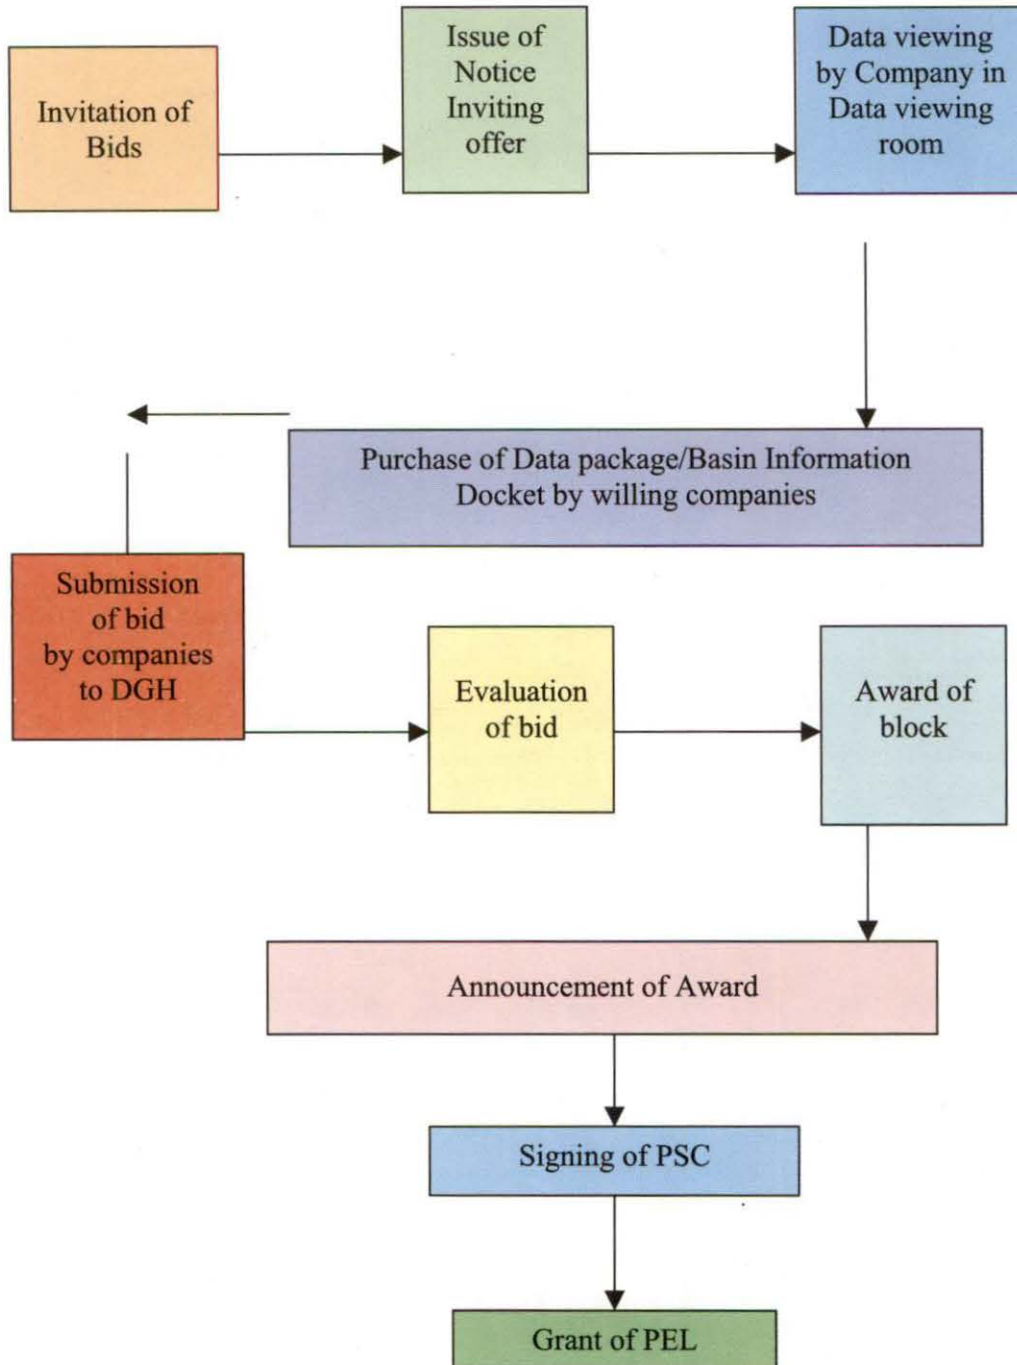 Invitation of
Bids
Issue of
Notice
Inviting
offer
Data viewing
by Company in
Data viewing
room
Purchase of Data package/Basin Information
Docket by willing companies
Submission
of bid
by companies
to DGH
Evaluation
of bid
Award of
block
Announcement of Award
Signing of PSC
Grant of PEL